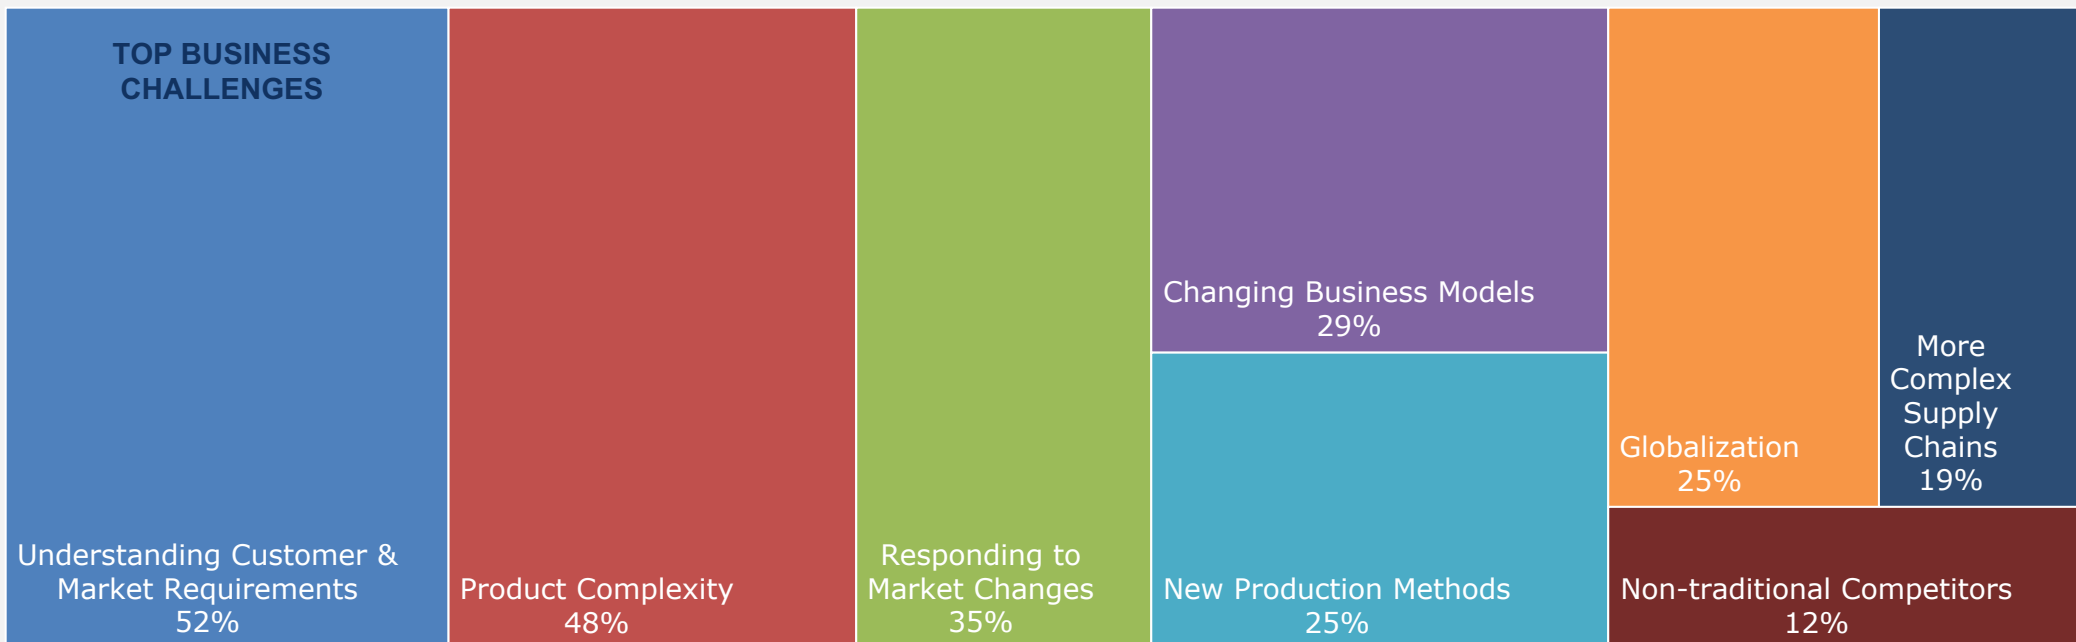 TOP BUSINESS
CHALLENGES
Understanding Customer &
Market Requirements
52%
Product Complexity
48%
Responding to
Market Changes
35%
Changing Business Models
29%
New Production Methods
25%
Globalization
25%
More
Complex
Supply
Chains
19%
Non-traditional Competitors
12%